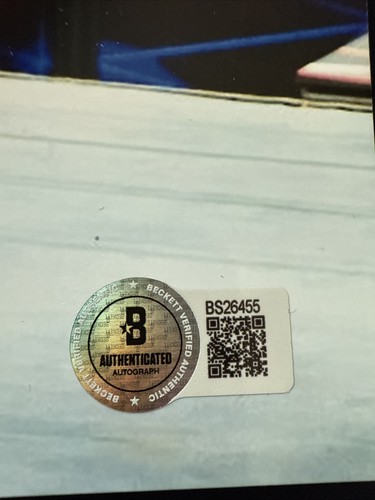 BECKETT VERIFIED AUTHENTIC ★ BECKETT VERIFIED AUTHENTIC ★
B
AUTHENTICATED
AUTOGRAPH
BS26455